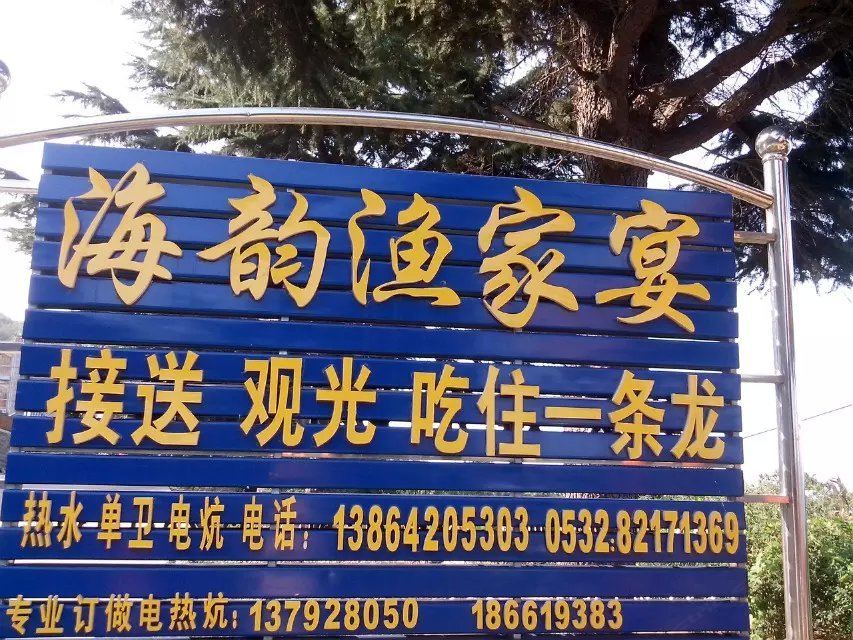 海韵渔家宴
接送 观光 吃住一条龙
热水 单卫 电炕 电话：13864205303 0532.82171369
专业订做电热炕：137928050 186619383